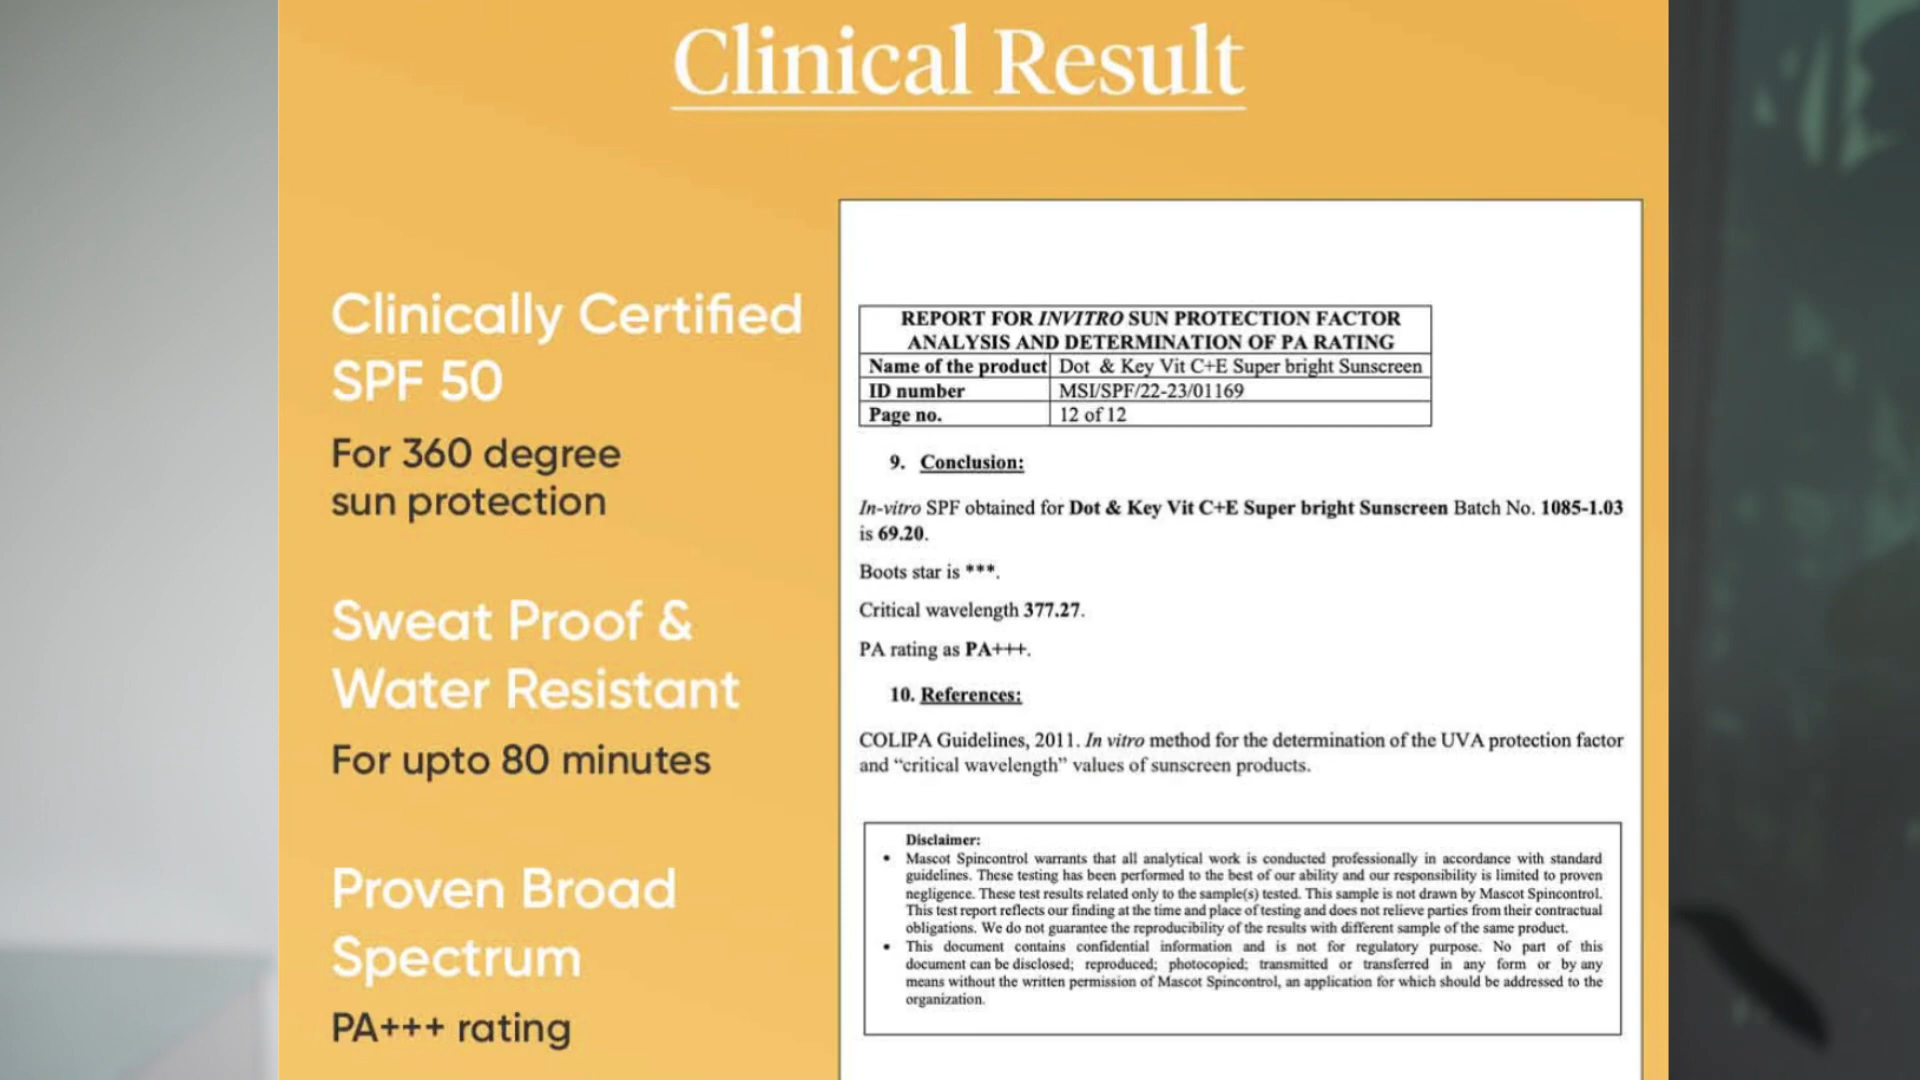 Clinical Result
Clinically Certified
SPF 50
For 360 degree
sun protection
Sweat Proof &
Water Resistant
For upto 80 minutes
Proven Broad
Spectrum
PA+++ rating
REPORT FOR INVITRO SUN PROTECTION FACTOR
ANALYSIS AND DETERMINATION OF PA RATING
Name of the product Dot & Key Vit C+E Super bright Sunscreen
ID number MSI/SPF/22-23/01169
Page no. 12 of 12
9. Conclusion:
In-vitro SPF obtained for Dot & Key Vit C+E Super bright Sunscreen Batch No. 1085-1.03
is 69.20.
Boots star is ***.
Critical wavelength 377.27.
PA rating as PA+++.
10. References:
COLIPA Guidelines, 2011. In vitro method for the determination of the UVA protection factor
and “critical wavelength” values of sunscreen products.
Disclaimer:
• Mascot Spincontrol warrants that all analytical work is conducted professionally in accordance with standard
guidelines. These testing has been performed to the best of our ability and our responsibility is limited to proven
negligence. These test results related only to the sample(s) tested. This sample is not drawn by Mascot Spincontrol.
This test report reflects our finding at the time and place of testing and does not relieve parties from their contractual
obligations. We do not guarantee the reproducibility of the results with different sample of the same product.
• This document contains confidential information and is not for regulatory purpose. No part of this
document can be disclosed; reproduced; photocopied; transmitted or transferred in any form or by any
means without the written permission of Mascot Spincontrol, an application for which should be addressed to the
organization.